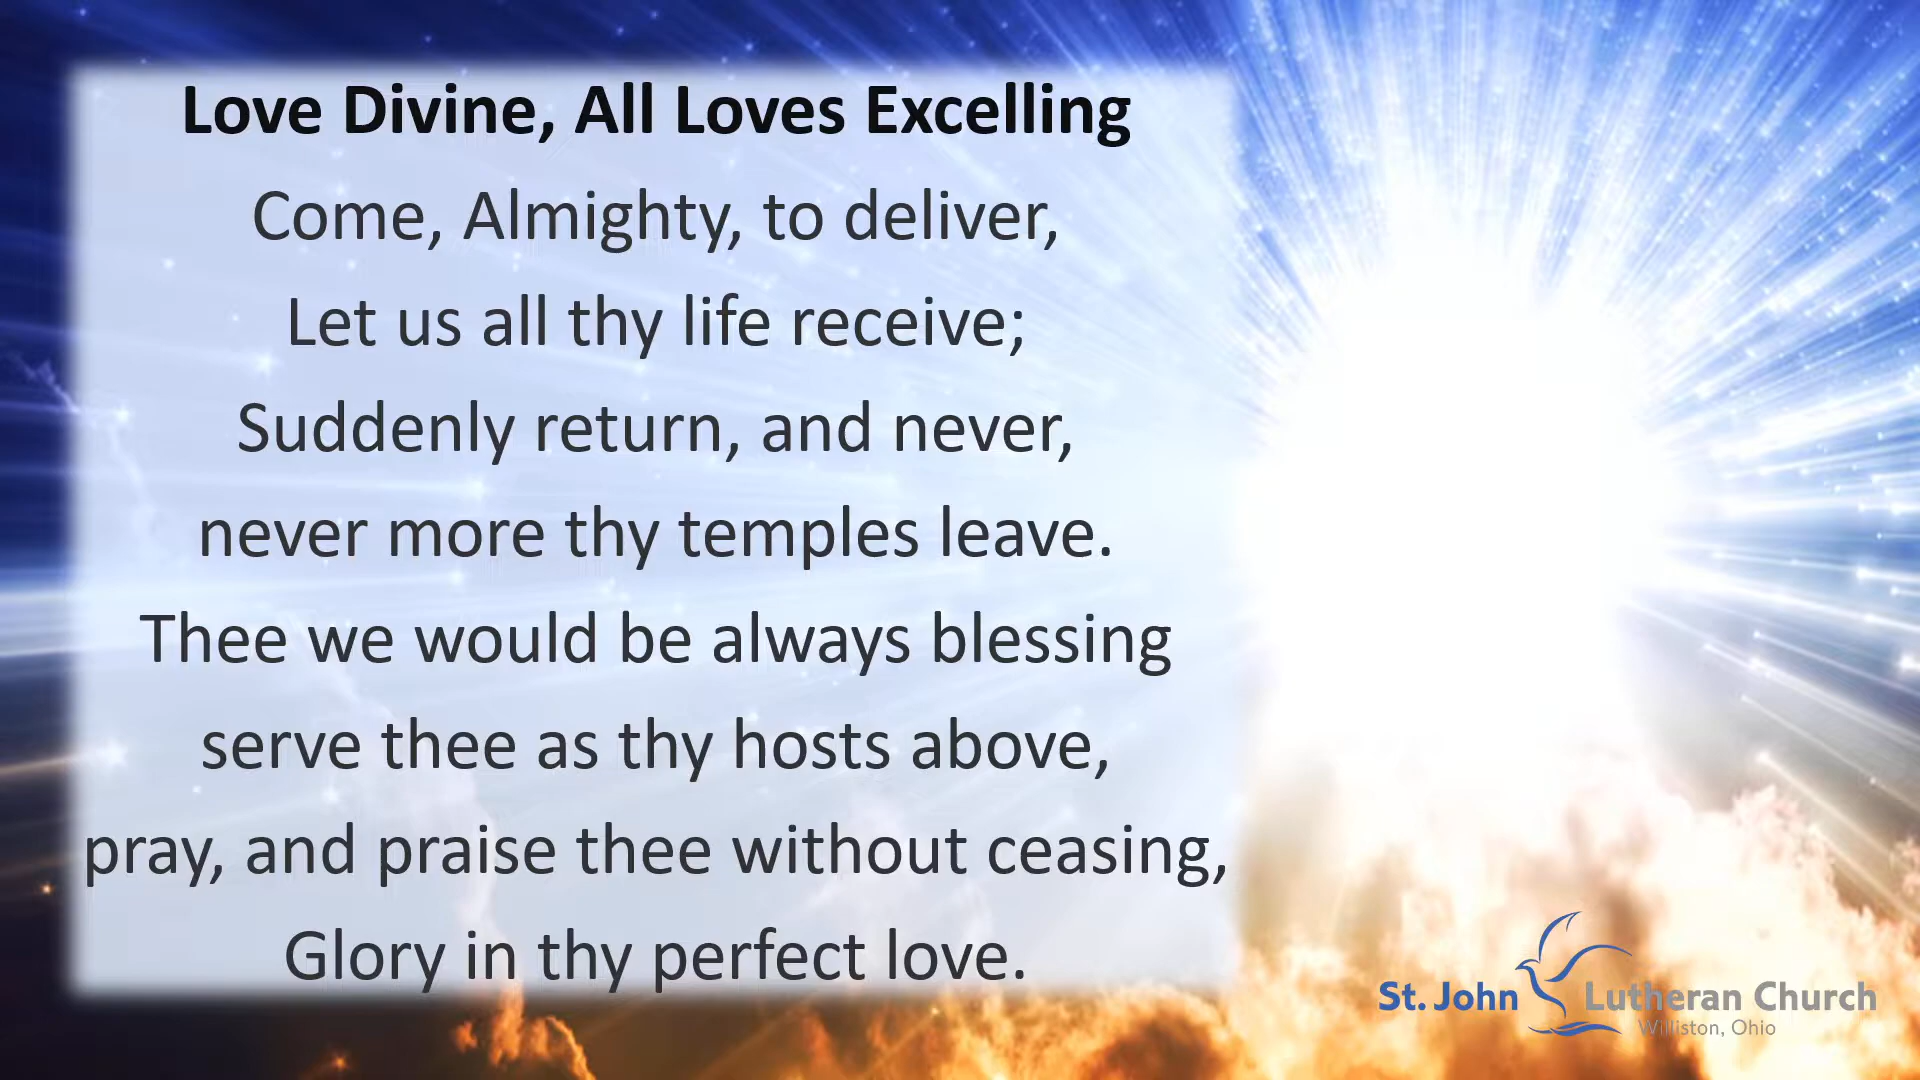 Love Divine, All Loves Excelling
Come, Almighty, to deliver,
Let us all thy life receive;
Suddenly return, and never,
never more thy temples leave.
Thee we would be always blessing
serve thee as thy hosts above,
pray, and praise thee without ceasing,
Glory in thy perfect love.
St. John Lutheran Church
Williston, Ohio